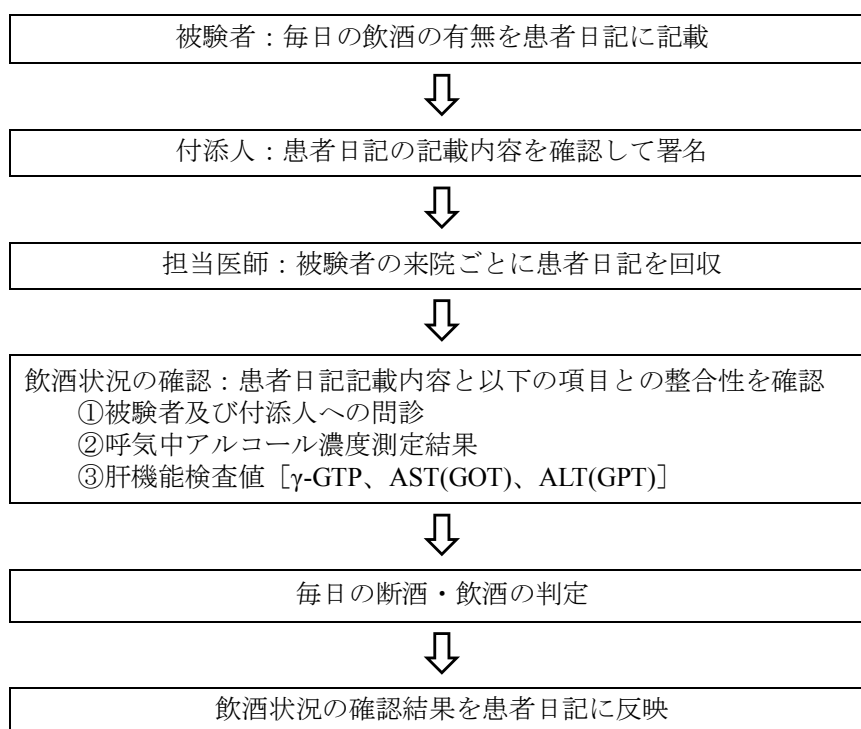 被験者：毎日の飲酒の有無を患者日記に記載
付添人：患者日記の記載内容を確認して署名
担当医師：被験者の来院ごとに患者日記を回収
飲酒状況の確認：患者日記記載内容と以下の項目との整合性を確認
①被験者及び付添人への問診
②呼気中アルコール濃度測定結果
③肝機能検査値［γ-GTP、AST(GOT)、ALT(GPT)］
毎日の断酒・飲酒の判定
飲酒状況の確認結果を患者日記に反映